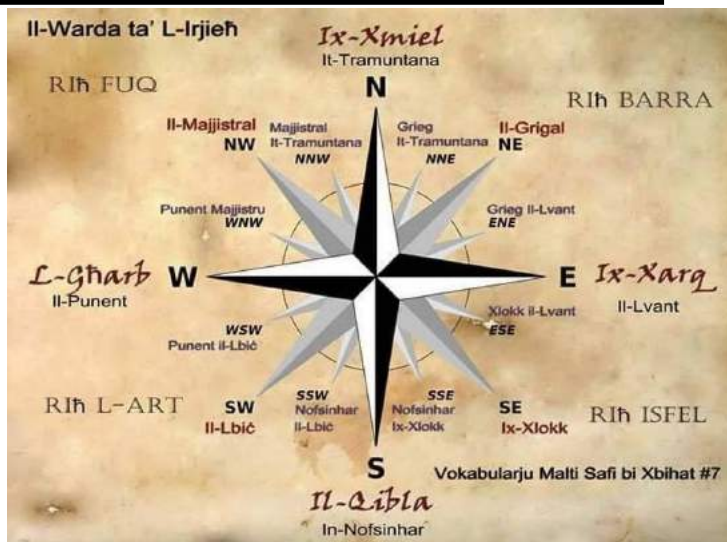 Il-Warda ta' L-Irjieħ
Ix-Xmiel
It-Tramuntana
N
RIħ FUQ
RIħ BARRA
Il-Majjistral
NW
Majjistral
It-Tramuntana
NNW
Grieg
It-Tramuntana
NNE
Il-Grigal
NE
Punent Majjistru
WNW
Grieg Il-Lvant
ENE
L-Għarb
Il-Punent
W
E
Ix-Xarq
Il-Lvant
WSW
Punent il-Lbiċ
Xlokk il-Lvant
ESE
RIħ L-ART
SW
Il-Lbiċ
SSW
Nofsinhar
Il-Lbiċ
SSE
Nofsinhar
Ix-Xlokk
SE
Ix-Xlokk
RIħ ISFEL
S
Il-Qibla
In-Nofsinhar
Vokabularju Malti Safi bi Xbihat #7